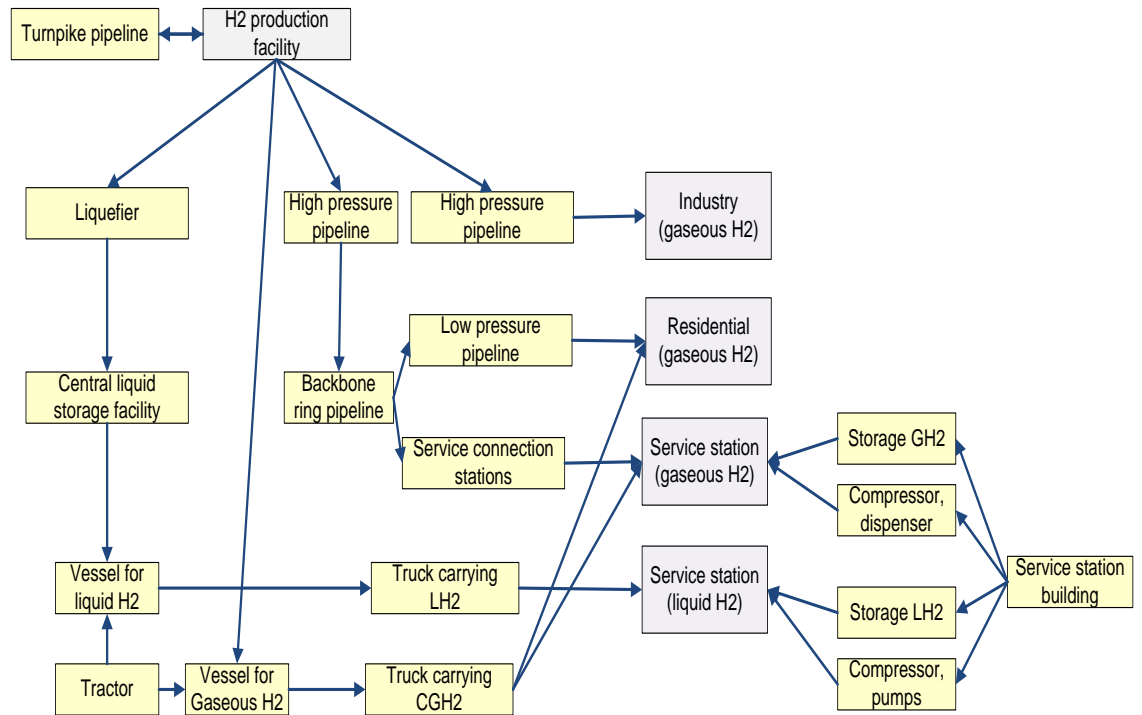 Turnpike pipeline
H2 production
facility
Liquefier
High pressure
pipeline
High pressure
pipeline
Industry
(gaseous H2)
Low pressure
pipeline
Residential
(gaseous H2)
Central liquid
storage facility
Backbone
ring pipeline
Service connection
stations
Service station
(gaseous H2)
Storage GH2
Compressor,
dispenser
Vessel for
liquid H2
Truck carrying
LH2
Service station
(liquid H2)
Storage LH2
Service station
building
Tractor
Vessel for
Gaseous H2
Truck carrying
CGH2
Compressor,
pumps